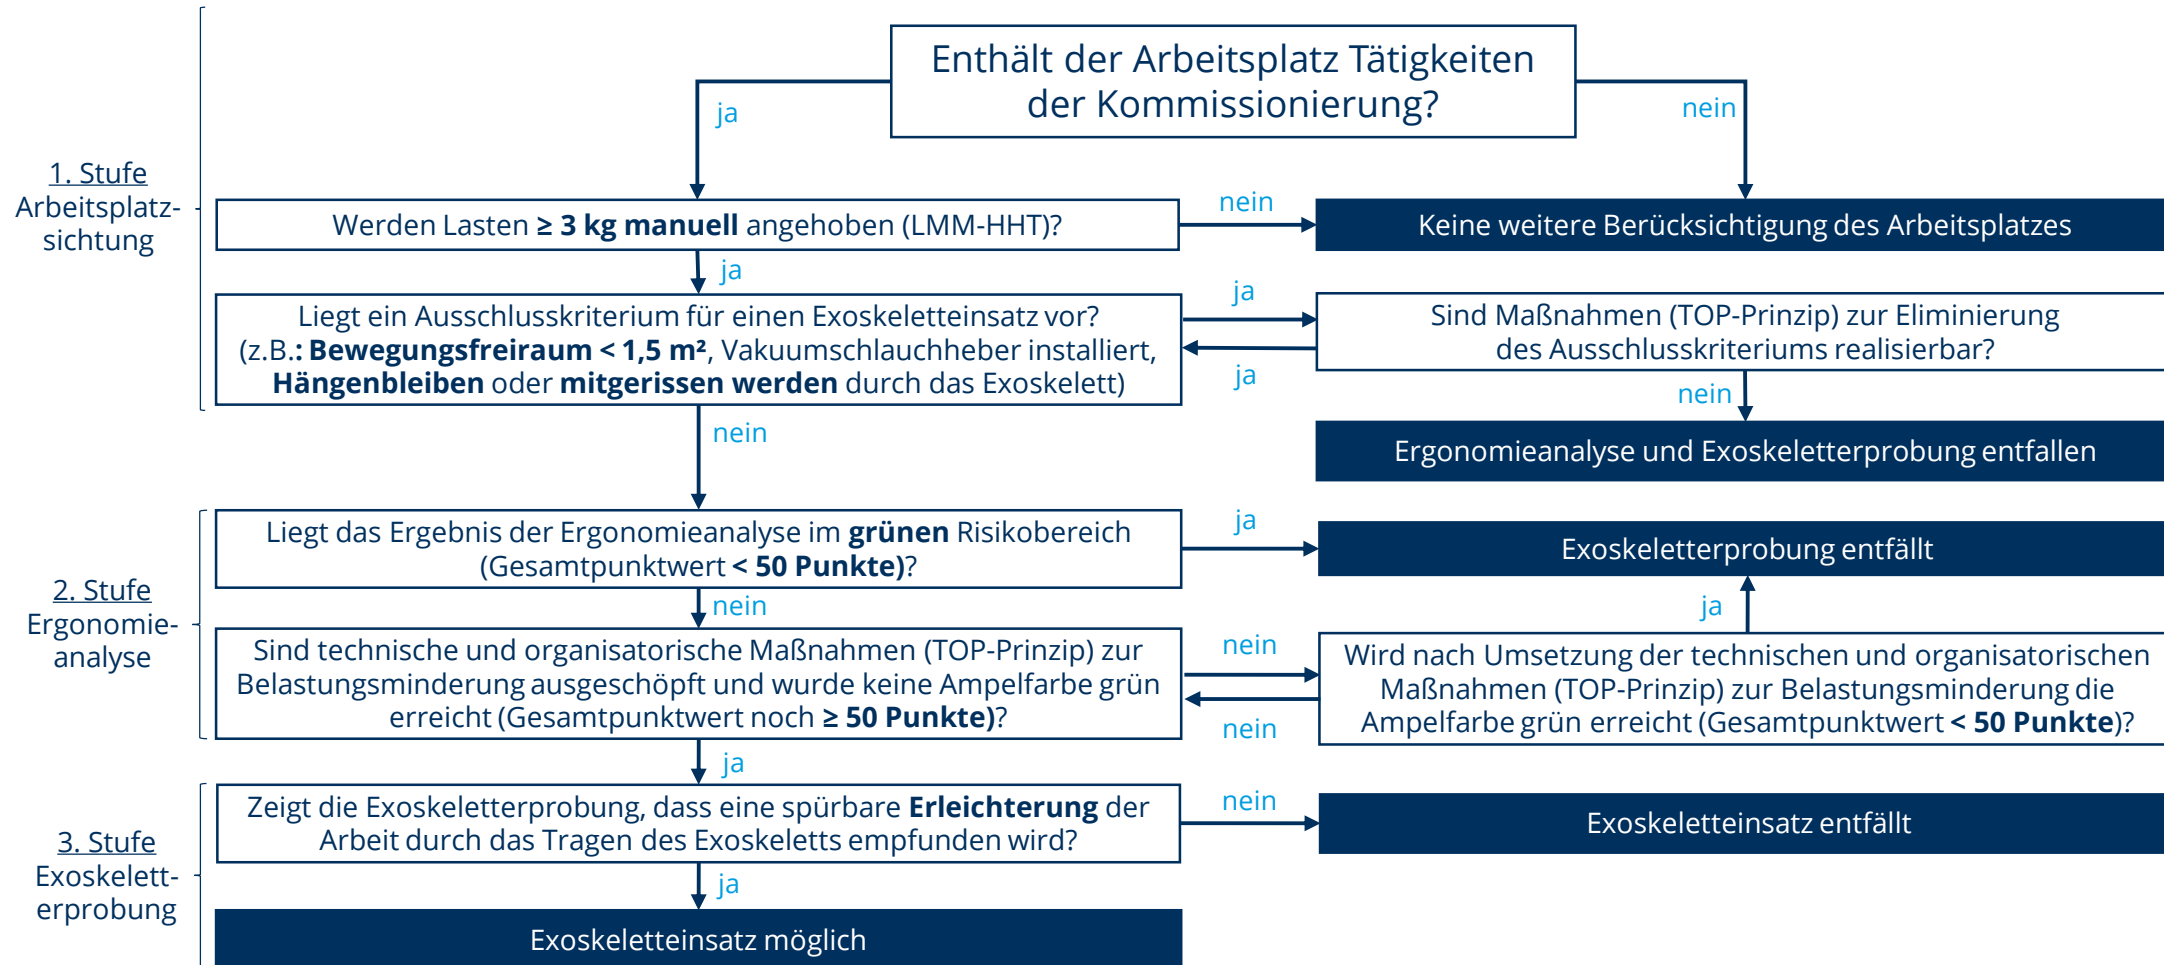 Enthält der Arbeitsplatz Tätigkeiten
der Kommissionierung?
ja
nein
1. Stufe
Arbeitsplatz-
sichtung
Werden Lasten ≥ 3 kg manuell angehoben (LMM-HHT)?
nein
Keine weitere Berücksichtigung des Arbeitsplatzes
ja
Liegt ein Ausschlusskriterium für einen Exoskeletteinsatz vor?
(z.B.: Bewegungsfreiraum < 1,5 m², Vakuumschlauchheber installiert,
Hängenbleiben oder mitgerissen werden durch das Exoskelett)
ja
ja
Sind Maßnahmen (TOP-Prinzip) zur Eliminierung
des Ausschlusskriteriums realisierbar?
nein
nein
Ergonomieanalyse und Exoskeletterprobung entfallen
2. Stufe
Ergonomie-
analyse
Liegt das Ergebnis der Ergonomieanalyse im grünen Risikobereich
(Gesamtpunktwert < 50 Punkte)?
ja
Exoskeletterprobung entfällt
nein
ja
Sind technische und organisatorische Maßnahmen (TOP-Prinzip) zur
Belastungsminderung ausgeschöpft und wurde keine Ampelfarbe grün
erreicht (Gesamtpunktwert noch ≥ 50 Punkte)?
nein
nein
Wird nach Umsetzung der technischen und organisatorischen
Maßnahmen (TOP-Prinzip) zur Belastungsminderung die
Ampelfarbe grün erreicht (Gesamtpunktwert < 50 Punkte)?
ja
3. Stufe
Exoskelett-
erprobung
Zeigt die Exoskeletterprobung, dass eine spürbare Erleichterung der
Arbeit durch das Tragen des Exoskeletts empfunden wird?
nein
Exoskeletteinsatz entfällt
ja
Exoskeletteinsatz möglich